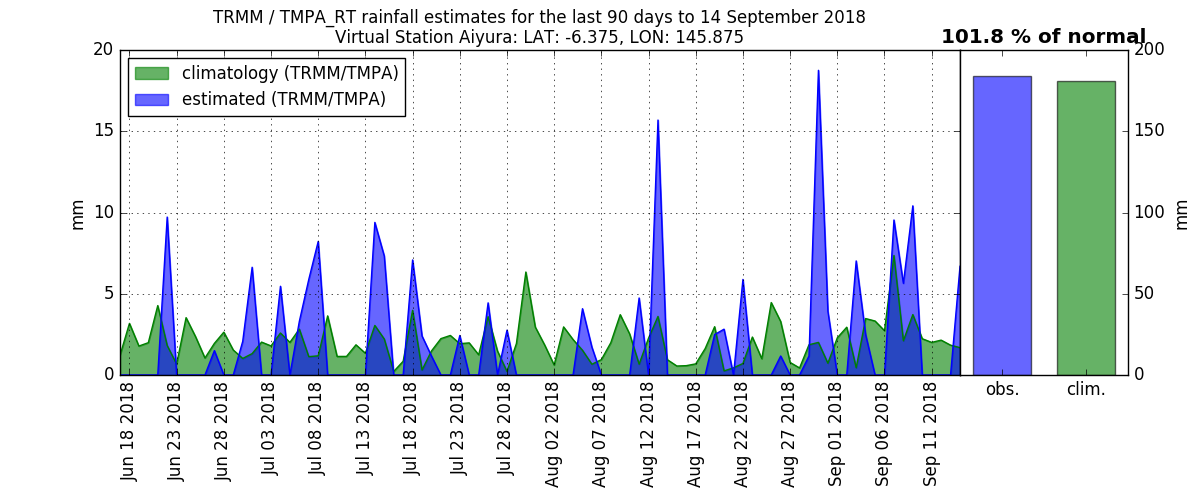 TRMM / TMPA_RT rainfall estimates for the last 90 days to 14 September 2018
Virtual Station Aiyura: LAT: -6.375, LON: 145.875
101.8 % of normal
climatology (TRMM/TMPA)
estimated (TRMM/TMPA)
20
15
10
5
0
mm
200
150
100
50
0
mm
Jun 18 2018
Jun 23 2018
Jun 28 2018
Jul 03 2018
Jul 08 2018
Jul 13 2018
Jul 18 2018
Jul 23 2018
Jul 28 2018
Aug 02 2018
Aug 07 2018
Aug 12 2018
Aug 17 2018
Aug 22 2018
Aug 27 2018
Sep 01 2018
Sep 06 2018
Sep 11 2018
obs.
clim.